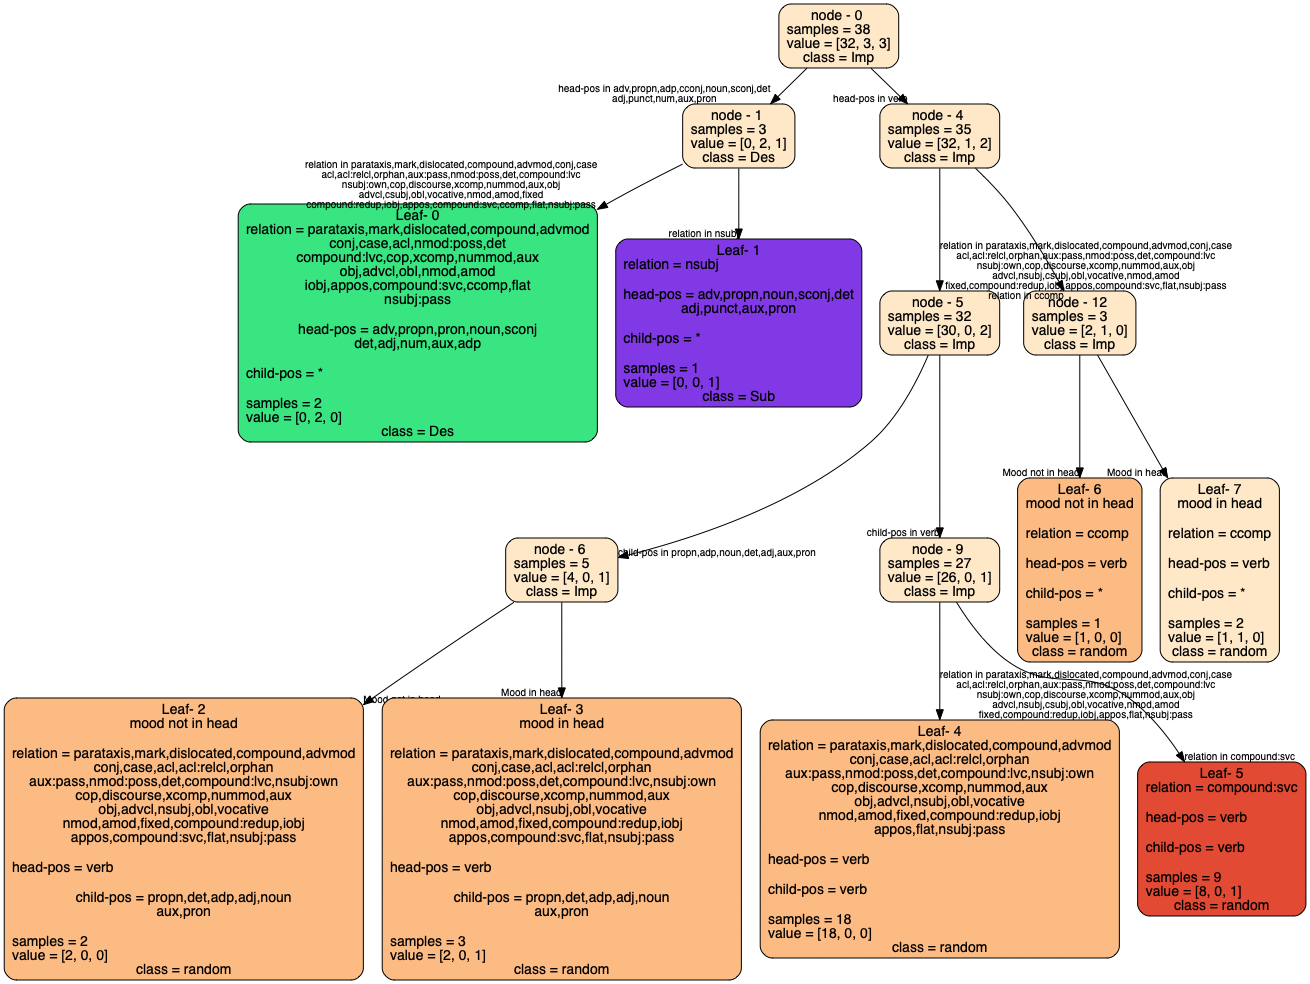 node - 0
samples = 38
value = [32, 3, 3]
class = Imp
head-pos in adv,propn,adp,cconj,noun,sconj,det
adj,punct,num,aux,pron
head-pos in verb
node - 1
samples = 3
value = [0, 2, 1]
class = Des
node - 4
samples = 35
value = [32, 1, 2]
class = Imp
relation in parataxis,mark,dislocated,compound,advmod,conj,case
acl,acl:relcl,orphan,aux:pass,nmod:poss,det,compound:lvc
nsubj:own,cop,discourse,xcomp,nummod,aux,obj
advcl,csubj,obl,vocative,nmod,amod,fixed
compound:redup,iobj,appos,compound:svc,ccomp,flat,nsubj:pass
relation in nsubj
Leaf- 0
relation = parataxis,mark,dislocated,compound,advmod
conj,case,acl,nmod:poss,det
compound:lvc,cop,xcomp,nummod,aux
obj,advcl,obl,nmod,amod
iobj,appos,compound:svc,ccomp,flat
nsubj:pass
head-pos = adv,propn,pron,noun,sconj
det,adj,num,aux,adp
child-pos = *
samples = 2
value = [0, 2, 0]
class = Des
Leaf- 1
relation = nsubj
head-pos = adv,propn,noun,sconj,det
adj,punct,aux,pron
child-pos = *
samples = 1
value = [0, 0, 1]
class = Sub
relation in parataxis,mark,dislocated,compound,advmod,conj,case
acl,acl:relcl,orphan,aux:pass,nmod:poss,det,compound:lvc
nsubj:own,cop,discourse,xcomp,nummod,aux,obj
advcl,nsubj,csubj,obl,vocative,nmod,amod
fixed,compound:redup,iobj,appos,compound:svc,flat,nsubj:pass
relation in ccomp
node - 5
samples = 32
value = [30, 0, 2]
class = Imp
node - 12
samples = 3
value = [2, 1, 0]
class = Imp
child-pos in propn,adp,noun,det,adj,aux,pron
child-pos in verb
Mood not in head
Mood in head
node - 6
samples = 5
value = [4, 0, 1]
class = Imp
node - 9
samples = 27
value = [26, 0, 1]
class = Imp
Leaf- 6
mood not in head
relation = ccomp
head-pos = verb
child-pos = *
samples = 1
value = [1, 0, 0]
class = random
Leaf- 7
mood in head
relation = ccomp
head-pos = verb
child-pos = *
samples = 2
value = [1, 1, 0]
class = random
Mood not in head
Mood in head
relation in parataxis,mark,dislocated,compound,advmod,conj,case
acl,acl:relcl,orphan,aux:pass,nmod:poss,det,compound:lvc
nsubj:own,cop,discourse,xcomp,nummod,aux,obj
advcl,nsubj,csubj,obl,vocative,nmod,amod
fixed,compound:redup,iobj,appos,flat,nsubj:pass
relation in compound:svc
Leaf- 2
mood not in head
relation = parataxis,mark,dislocated,compound,advmod
conj,case,acl,acl:relcl,orphan
aux:pass,nmod:poss,det,compound:lvc,nsubj:own
cop,discourse,xcomp,nummod,aux
obj,advcl,nsubj,obl,vocative
nmod,amod,fixed,compound:redup,iobj
appos,compound:svc,flat,nsubj:pass
head-pos = verb
child-pos = propn,det,adp,adj,noun
aux,pron
samples = 2
value = [2, 0, 0]
class = random
Leaf- 3
mood in head
relation = parataxis,mark,dislocated,compound,advmod
conj,case,acl,acl:relcl,orphan
aux:pass,nmod:poss,det,compound:lvc,nsubj:own
cop,discourse,xcomp,nummod,aux
obj,advcl,nsubj,obl,vocative
nmod,amod,fixed,compound:redup,iobj
appos,compound:svc,flat,nsubj:pass
head-pos = verb
child-pos = propn,det,adp,adj,noun
aux,pron
samples = 3
value = [2, 0, 1]
class = random
Leaf- 4
relation = parataxis,mark,dislocated,compound,advmod
conj,case,acl,acl:relcl,orphan
aux:pass,nmod:poss,det,compound:lvc,nsubj:own
cop,discourse,xcomp,nummod,aux
obj,advcl,nsubj,obl,vocative
nmod,amod,fixed,compound:redup,iobj
appos,flat,nsubj:pass
head-pos = verb
child-pos = verb
samples = 18
value = [18, 0, 0]
class = random
Leaf- 5
relation = compound:svc
head-pos = verb
child-pos = verb
samples = 9
value = [8, 0, 1]
class = random